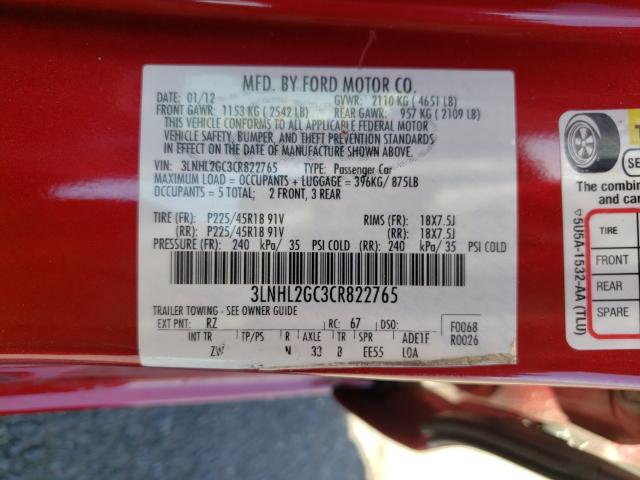 MFD. BY FORD MOTOR CO.
DATE: 01/12 GVWR: 2110 KG ( 4651 LB)
FRONT GAWR: 1153 KG ( 2542 LB) REAR GAWR: 957 KG ( 2109 LB)
THIS VEHICLE CONFORMS TO ALL APPLICABLE FEDERAL MOTOR
VEHICLE SAFETY, BUMPER, AND THEFT PREVENTION STANDARDS
IN EFFECT ON THE DATE OF MANUFACTURE SHOWN ABOVE.
VIN: 3LNHL2GC3CR822765 TYPE: Passenger Car
MAXIMUM LOAD = OCCUPANTS + LUGGAGE = 396KG/ 875LB
OCCUPANTS = 5 TOTAL; 2 FRONT, 3 REAR
TIRE (FR): P225/45R18 91V RIMS (FR): 18X7.5J
(RR): P225/45R18 91V (RR): 18X7.5J
PRESSURE (FR): 240 kPa/ 35 PSI COLD (RR): 240 kPa/ 35 PSI COLD
3LNHL2GC3CR822765
TRAILER TOWING - SEE OWNER GUIDE
EXT PNT: RZ RC: 67 DSO: F0068
INT TR TP/PS R AXLE TR SPR ADE1F R0026
ZW N 33 B EE55 LOA
The combin
TIRE
FRONT
REAR
SPARE
5U5A-1532-AA (TLU)